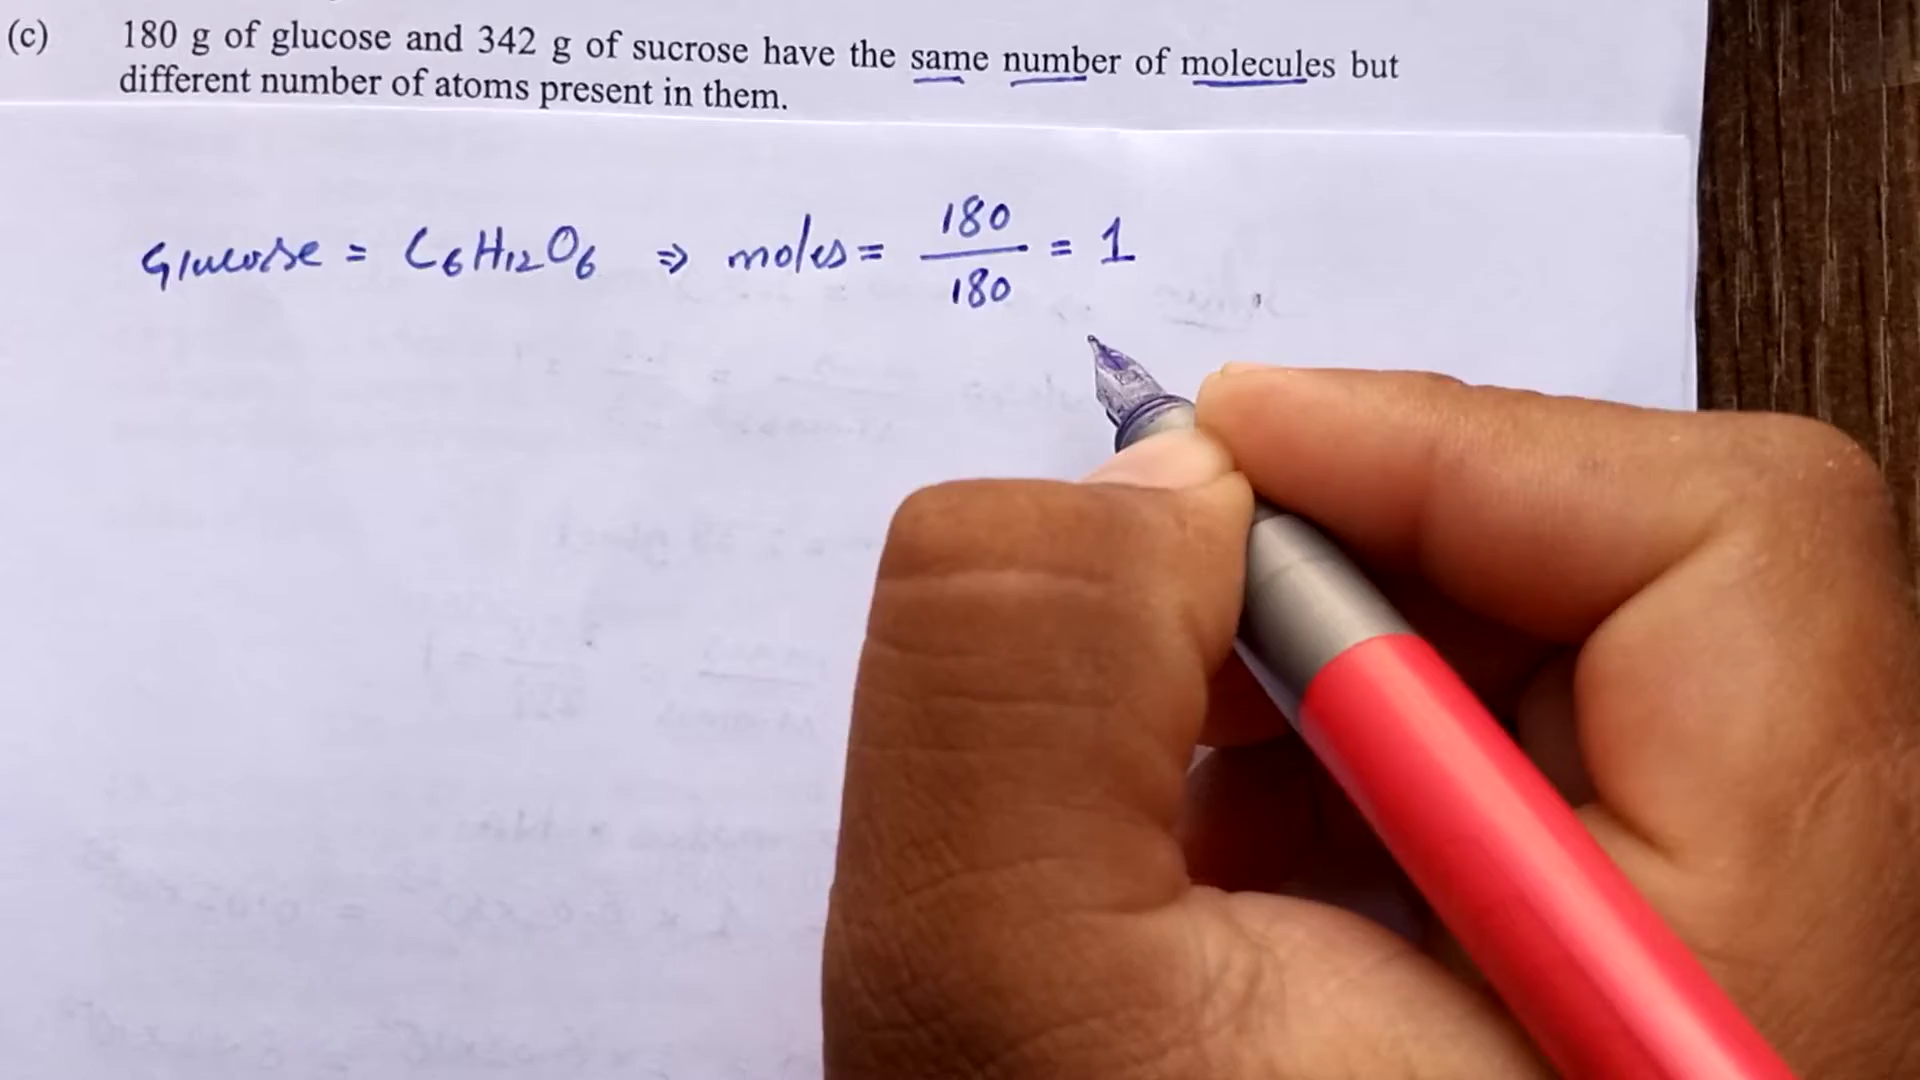 (c) 180 g of glucose and 342 g of sucrose have the same number of molecules but
different number of atoms present in them.
Glucose = C6H12O6 ⇒ moles = 180/180 = 1